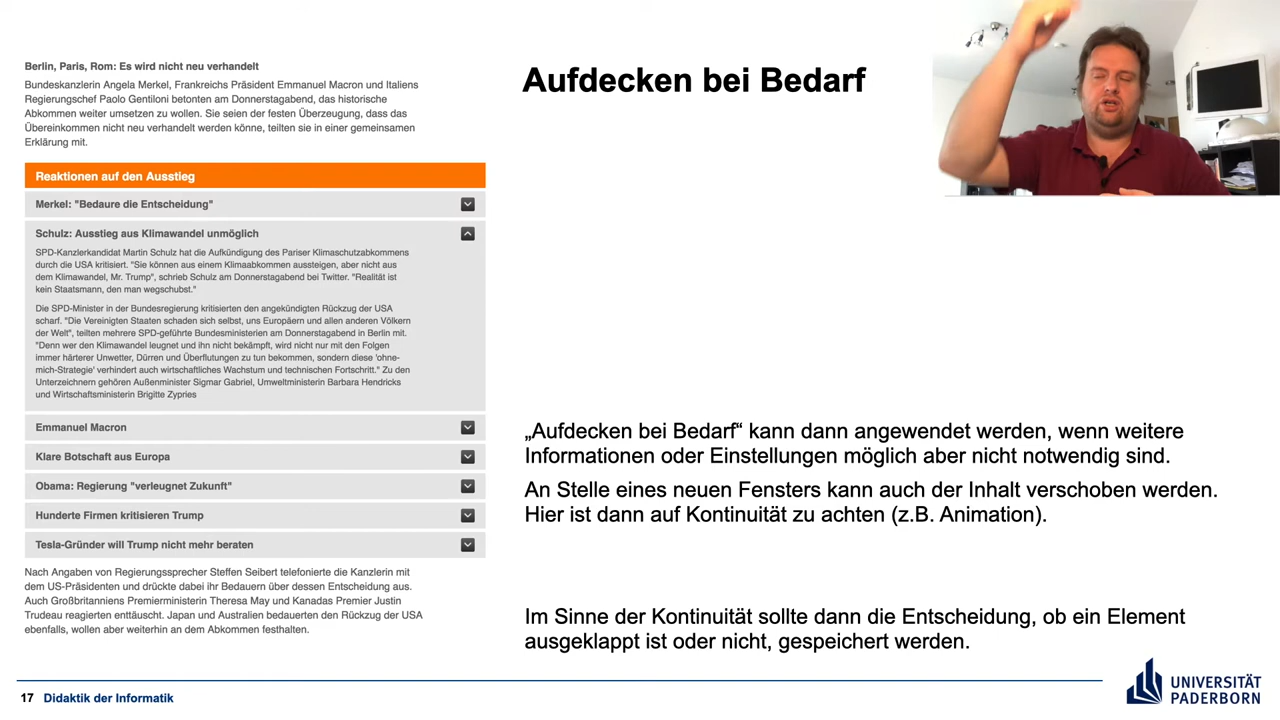 Berlin, Paris, Rom: Es wird nicht neu verhandelt
Bundeskanzlerin Angela Merkel, Frankreichs Präsident Emmanuel Macron und Italiens
Regierungschef Paolo Gentiloni betonten am Donnerstagabend, das historische
Abkommen weiter umsetzen zu wollen. Sie seien der festen Überzeugung, dass das
Übereinkommen nicht neu verhandelt werden könne, teilten sie in einer gemeinsamen
Erklärung mit.
Reaktionen auf den Ausstieg
Merkel: "Bedaure die Entscheidung"
Schulz: Ausstieg aus Klimawandel unmöglich
SPD-Kanzlerkandidat Martin Schulz hat die Aufkündigung des Pariser Klimaschutzabkommens
durch die USA kritisiert. "Sie können aus einem Klimaabkommen aussteigen, aber nicht aus
dem Klimawandel, Mr. Trump", schrieb Schulz am Donnerstagabend bei Twitter. "Realität ist
kein Staatsmann, den man wegschubst."
Die SPD-Minister in der Bundesregierung kritisierten den angekündigten Rückzug der USA
scharf. "Die Vereinigten Staaten schaden sich selbst, uns Europäern und allen anderen Völkern
der Welt", teilten mehrere SPD-geführte Bundesministerien am Donnerstagabend in Berlin mit.
"Denn wer den Klimawandel leugnet und ihn nicht bekämpft, wird nicht nur mit den Folgen
immer härterer Unwetter, Dürren und Überflutungen zu tun bekommen, sondern diese 'ohne-
mich-Strategie' verhindert auch wirtschaftliches Wachstum und technischen Fortschritt." Zu den
Unterzeichnern gehören Außenminister Sigmar Gabriel, Umweltministerin Barbara Hendricks
und Wirtschaftsministerin Brigitte Zypries
Emmanuel Macron
Klare Botschaft aus Europa
Obama: Regierung "verleugnet Zukunft"
Hunderte Firmen kritisieren Trump
Tesla-Gründer will Trump nicht mehr beraten
Nach Angaben von Regierungssprecher Steffen Seibert telefonierte die Kanzlerin mit
dem US-Präsidenten und drückte dabei ihr Bedauern über dessen Entscheidung aus.
Auch Großbritanniens Premierministerin Theresa May und Kanadas Premier Justin
Trudeau reagierten enttäuscht. Japan und Australien bedauerten den Rückzug der USA
ebenfalls, wollen aber weiterhin an dem Abkommen festhalten.
Aufdecken bei Bedarf
„Aufdecken bei Bedarf“ kann dann angewendet werden, wenn weitere
Informationen oder Einstellungen möglich aber nicht notwendig sind.
An Stelle eines neuen Fensters kann auch der Inhalt verschoben werden.
Hier ist dann auf Kontinuität zu achten (z.B. Animation).
Im Sinne der Kontinuität sollte dann die Entscheidung, ob ein Element
ausgeklappt ist oder nicht, gespeichert werden.
17 Didaktik der Informatik
UNIVERSITÄT
PADERBORN